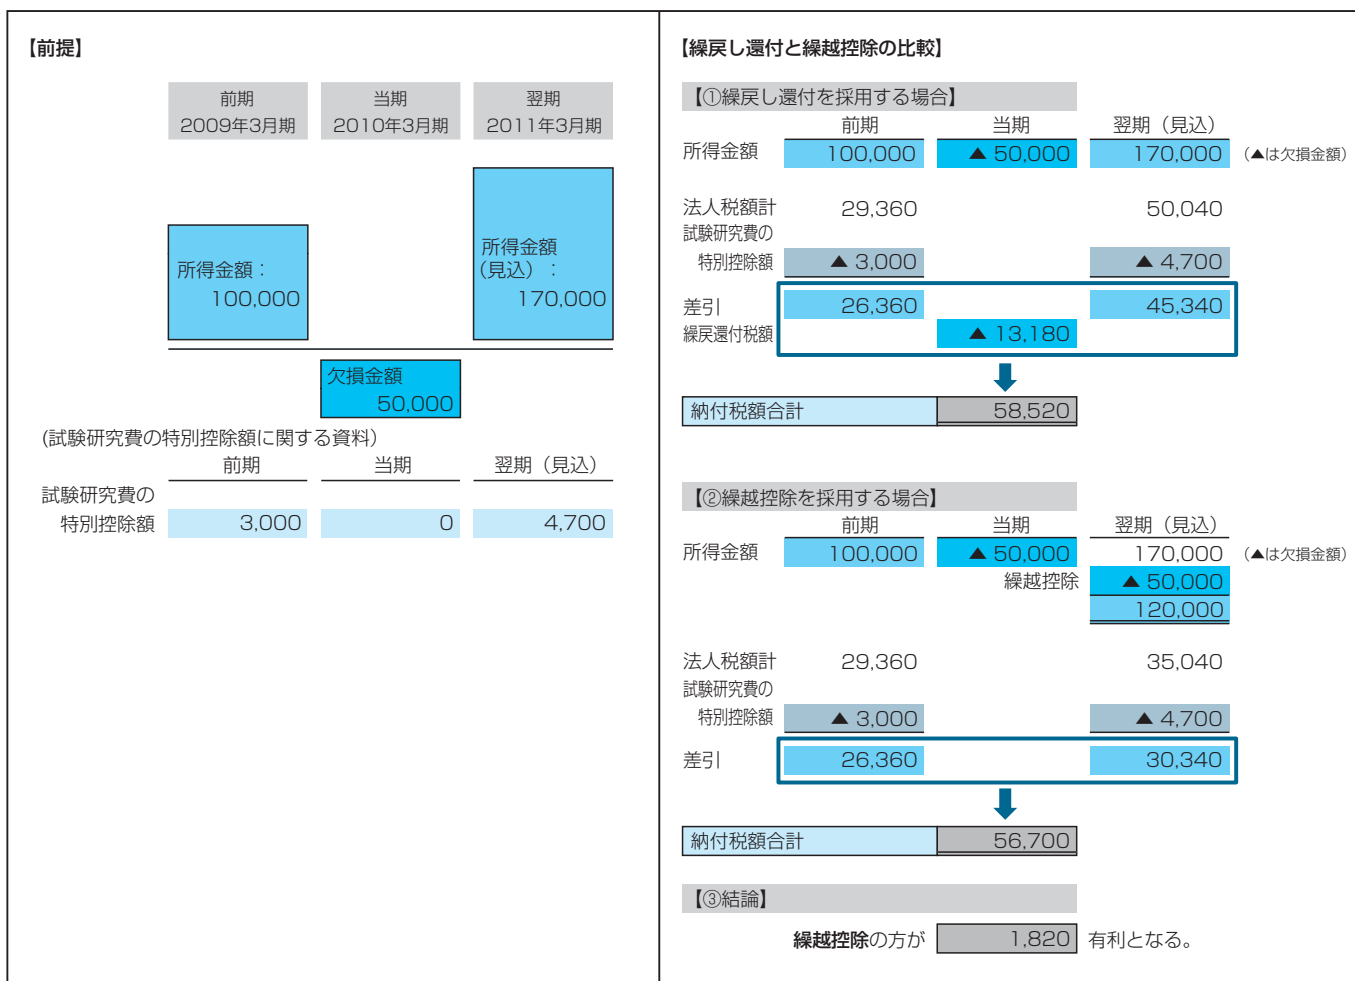 【前提】
前期 当期 翌期
2009年3月期 2010年3月期 2011年3月期
所得金額：
100,000
所得金額
（見込）：
170,000
欠損金額
50,000
(試験研究費の特別控除額に関する資料)
前期 当期 翌期（見込）
試験研究費の
特別控除額 3,000 0 4,700
【繰戻し還付と繰越控除の比較】
【①繰戻し還付を採用する場合】
前期 当期 翌期（見込）
所得金額 100,000 ▲ 50,000 170,000 (▲は欠損金額)
法人税額計 29,360 50,040
試験研究費の
特別控除額 ▲ 3,000 ▲ 4,700
差引 26,360 45,340
繰戻還付税額 ▲ 13,180
納付税額合計 58,520
【②繰越控除を採用する場合】
前期 当期 翌期（見込）
所得金額 100,000 ▲ 50,000 170,000 (▲は欠損金額)
繰越控除 ▲ 50,000
120,000
法人税額計 29,360 35,040
試験研究費の
特別控除額 ▲ 3,000 ▲ 4,700
差引 26,360 30,340
納付税額合計 56,700
【③結論】
繰越控除の方が 1,820 有利となる。